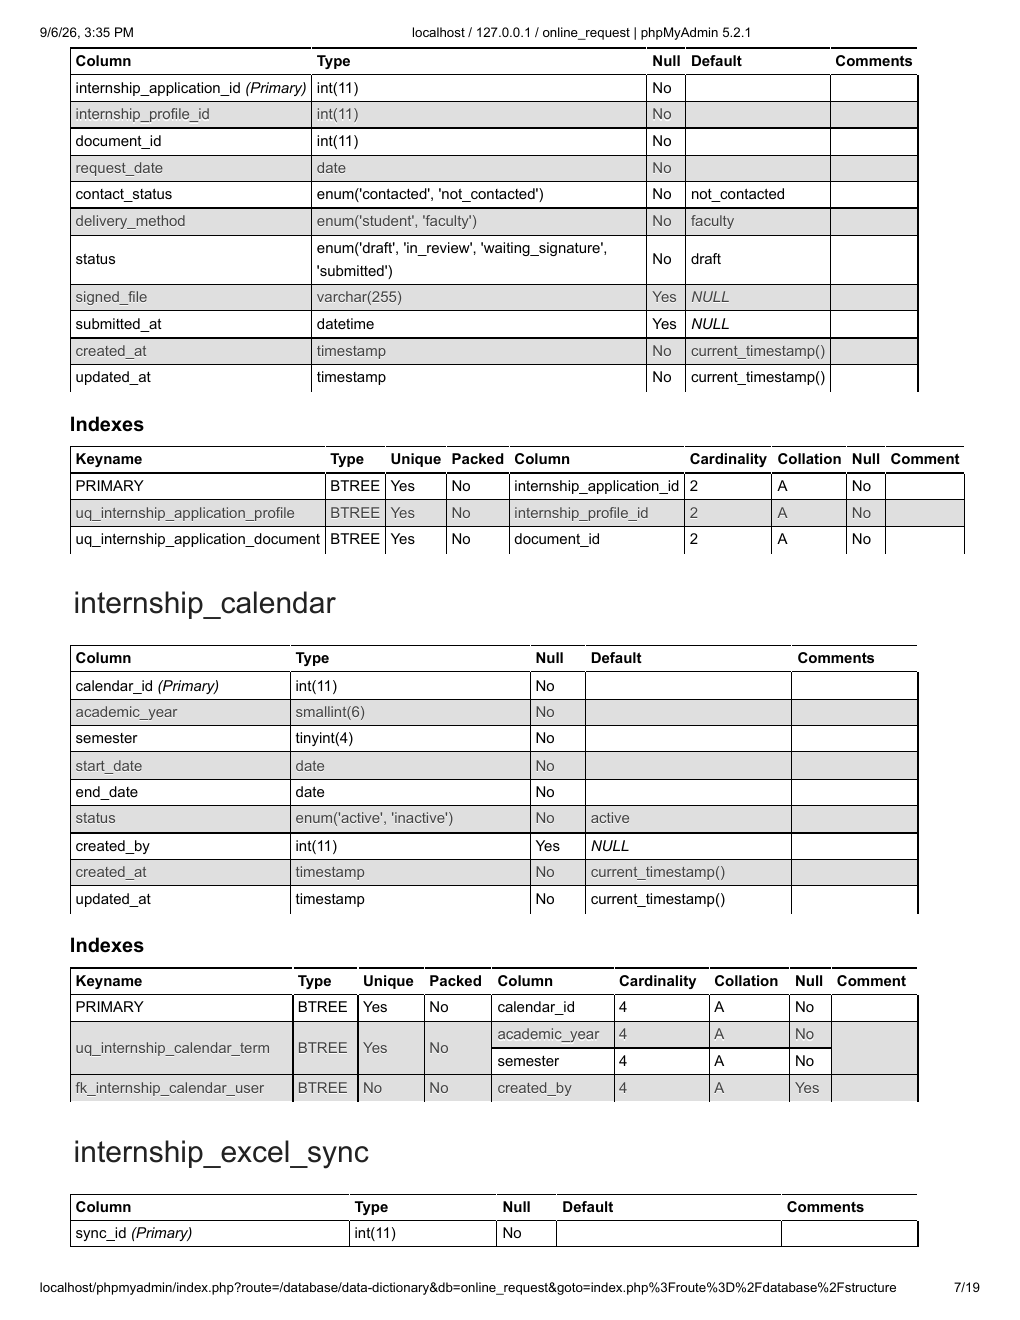 9/6/26, 3:35 PM localhost / 127.0.0.1 / online_request | phpMyAdmin 5.2.1
Column Type Null Default Comments
internship_application_id (Primary) int(11) No
internship_profile_id int(11) No
document_id int(11) No
request_date date No
contact_status enum('contacted', 'not_contacted') No not_contacted
delivery_method enum('student', 'faculty') No faculty
status enum('draft', 'in_review', 'waiting_signature', 'submitted') No draft
signed_file varchar(255) Yes NULL
submitted_at datetime Yes NULL
created_at timestamp No current_timestamp()
updated_at timestamp No current_timestamp()
Indexes
Keyname Type Unique Packed Column Cardinality Collation Null Comment
PRIMARY BTREE Yes No internship_application_id 2 A No
uq_internship_application_profile BTREE Yes No internship_profile_id 2 A No
uq_internship_application_document BTREE Yes No document_id 2 A No
internship_calendar
Column Type Null Default Comments
calendar_id (Primary) int(11) No
academic_year smallint(6) No
semester tinyint(4) No
start_date date No
end_date date No
status enum('active', 'inactive') No active
created_by int(11) Yes NULL
created_at timestamp No current_timestamp()
updated_at timestamp No current_timestamp()
Indexes
Keyname Type Unique Packed Column Cardinality Collation Null Comment
PRIMARY BTREE Yes No calendar_id 4 A No
uq_internship_calendar_term BTREE Yes No academic_year 4 A No
semester 4 A No
fk_internship_calendar_user BTREE No No created_by 4 A Yes
internship_excel_sync
Column Type Null Default Comments
sync_id (Primary) int(11) No
localhost/phpmyadmin/index.php?route=/database/data-dictionary&db=online_request&goto=index.php%3Froute%3D%2Fdatabase%2Fstructure 7/19